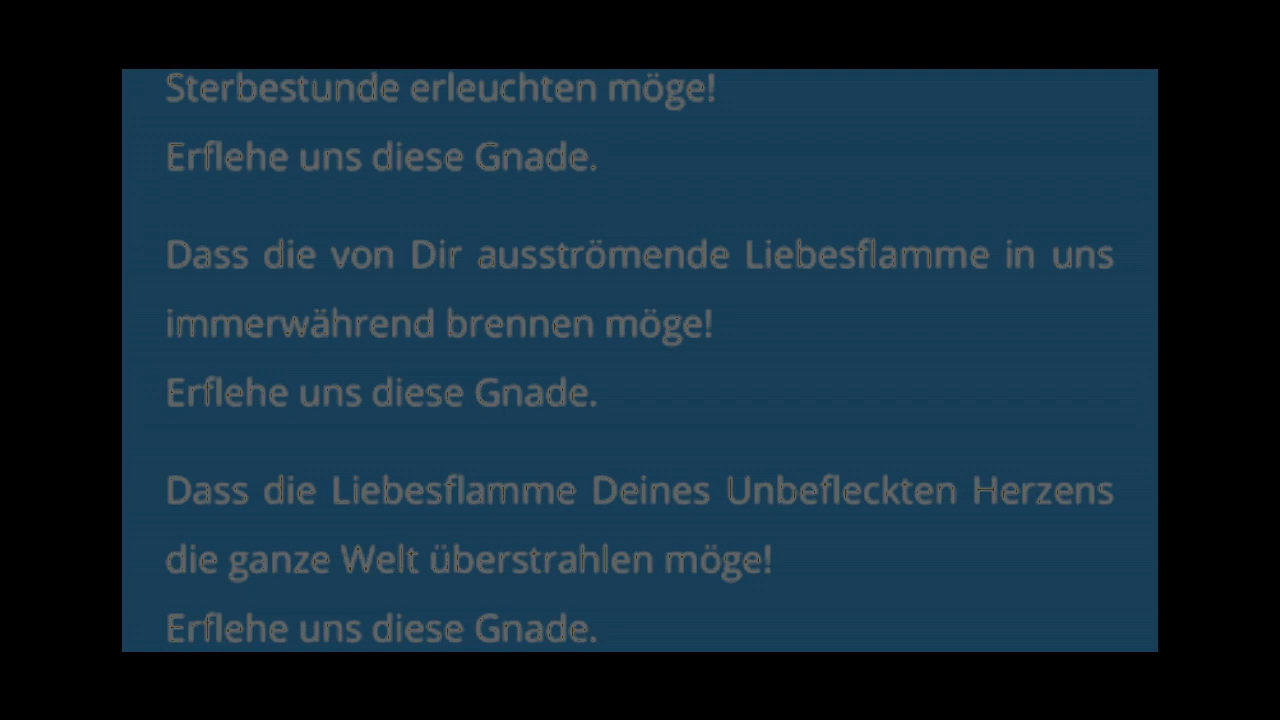 Sterbestunde erleuchten möge!
Erflehe uns diese Gnade.
Dass die von Dir ausströmende Liebesflamme in uns
immerwährend brennen möge!
Erflehe uns diese Gnade.
Dass die Liebesflamme Deines Unbefleckten Herzens
die ganze Welt überstrahlen möge!
Erflehe uns diese Gnade.